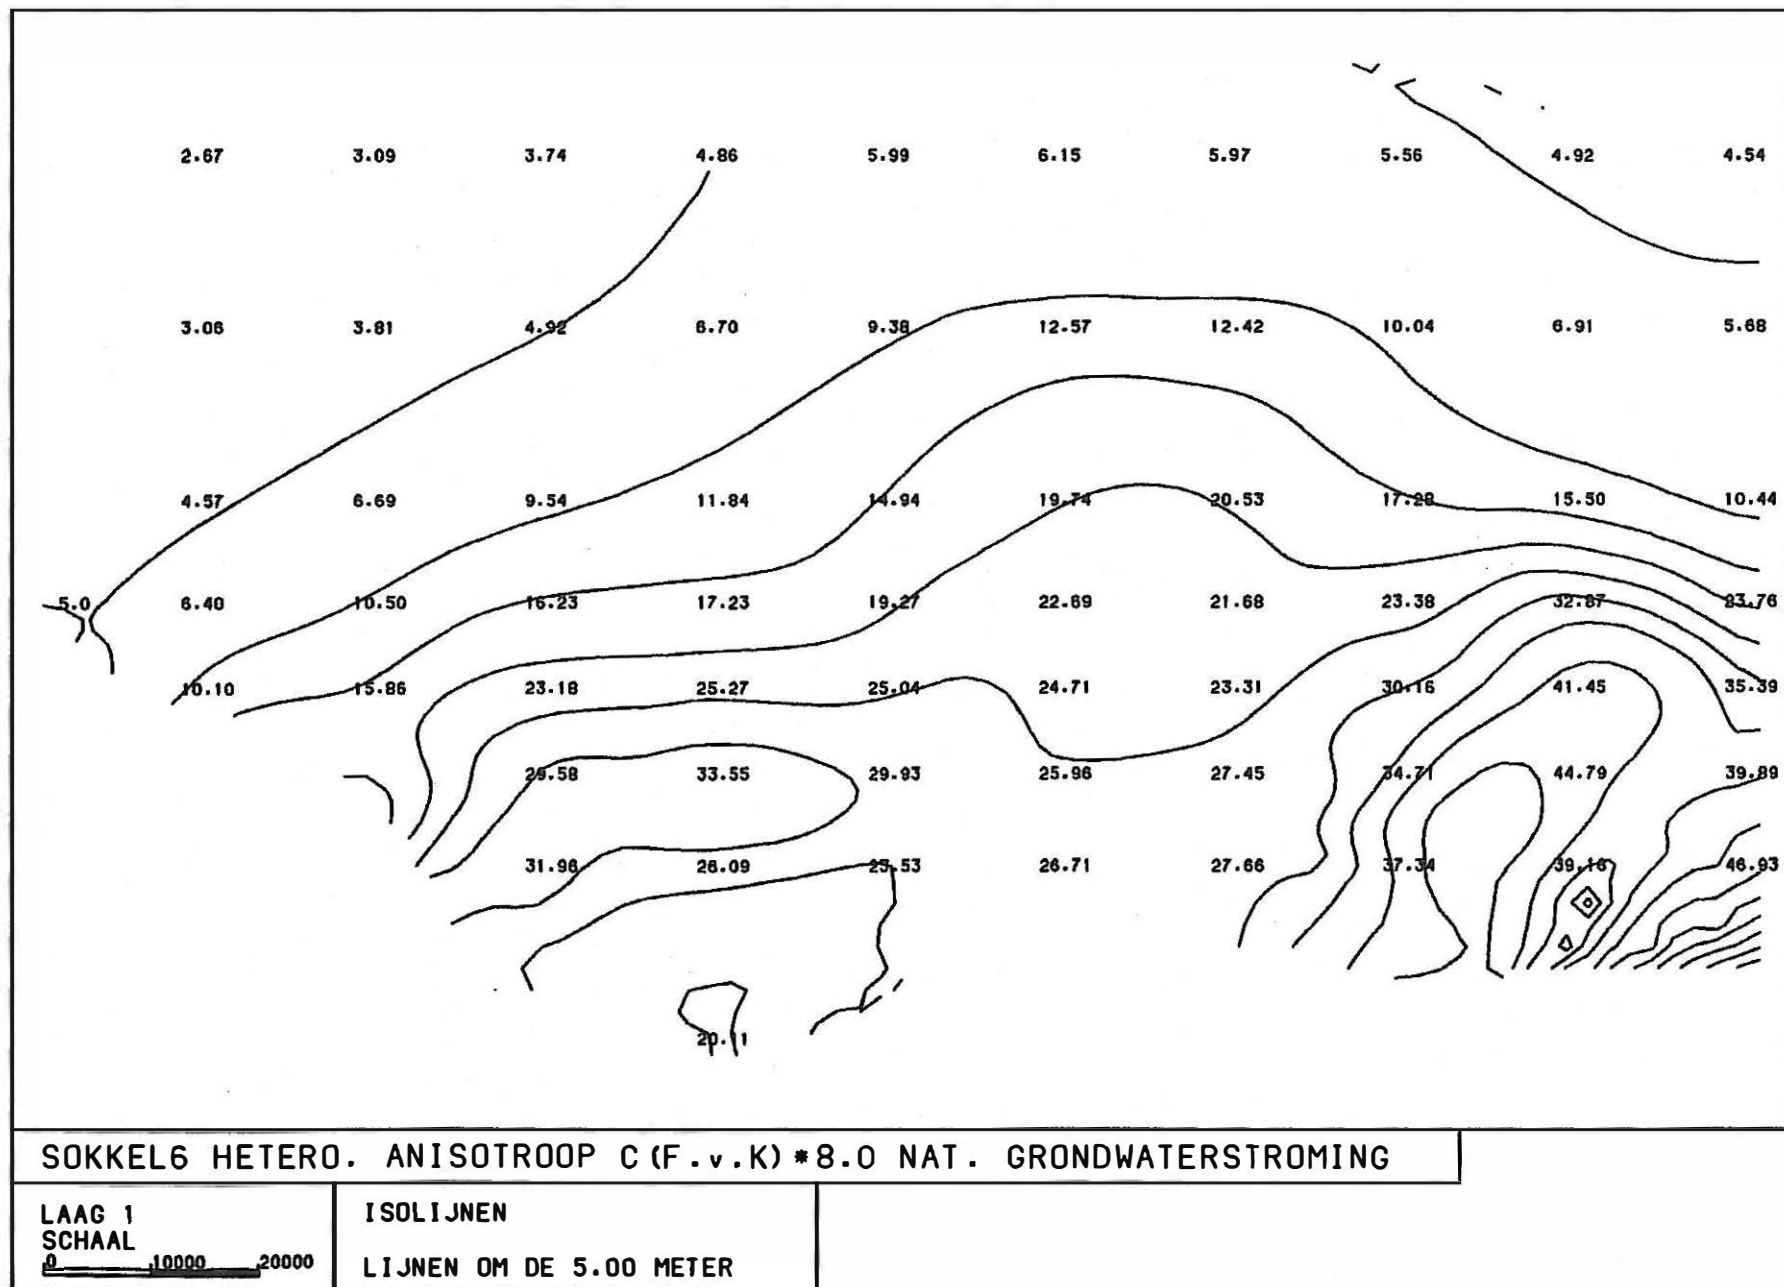 2.67 3.09 3.74 4.86 5.99 6.15 5.97 5.56 4.92 4.54
3.06 3.81 4.92 6.70 9.38 12.57 12.42 10.04 6.91 5.68
4.57 6.69 9.54 11.84 14.94 19.74 20.53 17.28 15.50 10.44
5.0 6.40 10.50 16.23 17.23 19.27 22.69 21.68 23.38 32.87 23.76
10.10 15.86 23.18 25.27 25.04 24.71 23.31 30.16 41.45 35.39
29.58 33.55 29.93 25.96 27.45 34.71 44.79 39.89
31.96 26.09 26.71 27.66 37.34 39.16 46.93
20.11
SOKKEL6 HETERO. ANISOTROOP C(F.v.K)*8.0 NAT. GRONDWATERSTROMING
LAAG 1
SCHAAL
0 10000 20000
ISOLIJNEN
LIJNEN OM DE 5.00 METER